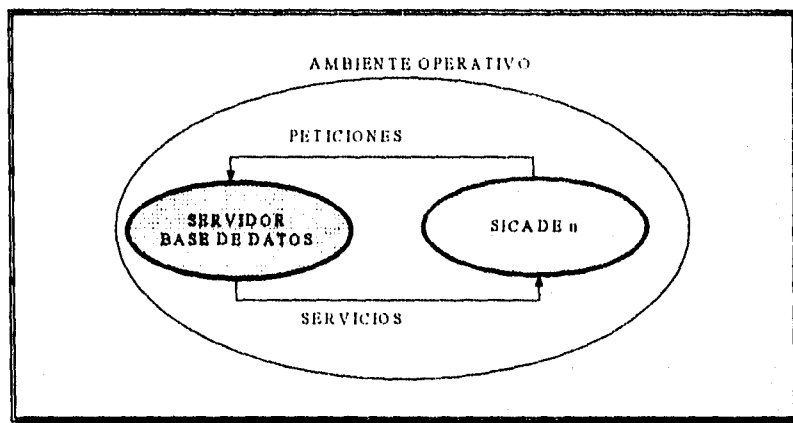 AMBIENTE OPERATIVO
PETICIONES
SERVIDOR
BASE DE DATOS
SICADE n
SERVICIOS